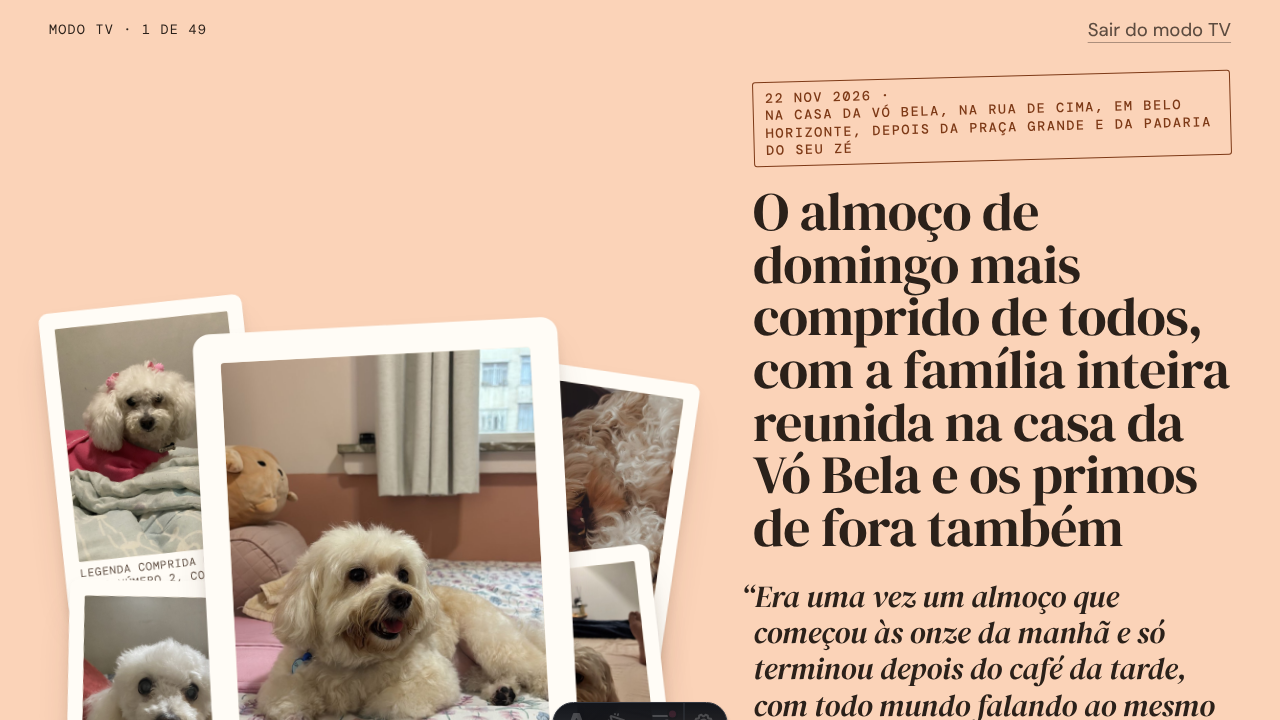 MODO TV · 1 DE 49
Sair do modo TV
22 NOV 2026 ·
NA CASA DA VÓ BELA, NA RUA DE CIMA, EM BELO
HORIZONTE, DEPOIS DA PRAÇA GRANDE E DA PADARIA
DO SEU ZÉ
O almoço de
domingo mais
comprido de todos,
com a família inteira
reunida na casa da
Vó Bela e os primos
de fora também
“Era uma vez um almoço que
começou às onze da manhã e só
terminou depois do café da tarde,
com todo mundo falando ao mesmo
LEGENDA COMPRIDA
NÚMERO 2, CO